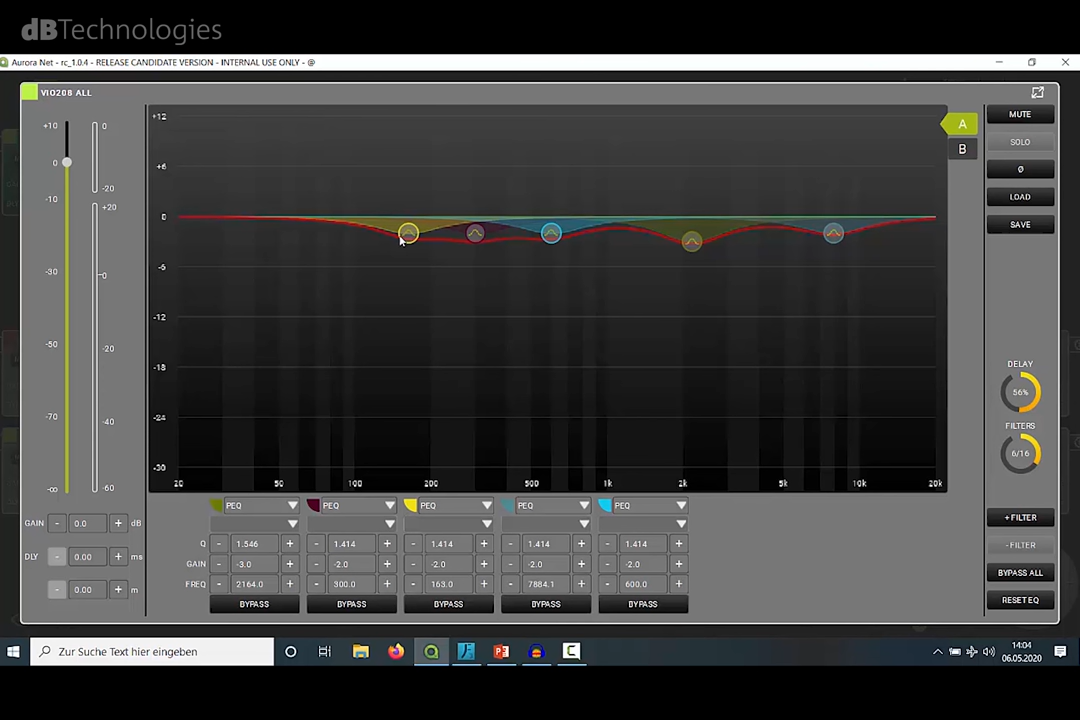 dBTechnologies
Aurora Net - rc_1.0.4 - RELEASE CANDIDATE VERSION - INTERNAL USE ONLY - @
VIO208 ALL
+10
0
-10
-30
-50
-70
-∞
0
-20
+20
0
-20
-40
-60
+12
+6
0
-6
-12
-18
-24
-30
20
50
100
200
500
1k
2k
5k
10k
20k
A
B
MUTE
SOLO
Ø
LOAD
SAVE
DELAY
56%
FILTERS
6/16
+ FILTER
- FILTER
BYPASS ALL
RESET EQ
GAIN - 0.0 + dB
DLY - 0.00 + ms
- 0.00 + m
PEQ PEQ PEQ PEQ PEQ
Q - 1.546 + - 1.414 + - 1.414 + - 1.414 + - 1.414 +
GAIN - -3.0 + - -2.0 + - -2.0 + - -2.0 + - -2.0 +
FREQ - 2164.0 + - 300.0 + - 163.0 + - 7884.1 + - 600.0 +
BYPASS BYPASS BYPASS BYPASS BYPASS
Zur Suche Text hier eingeben
14:04
06.05.2020